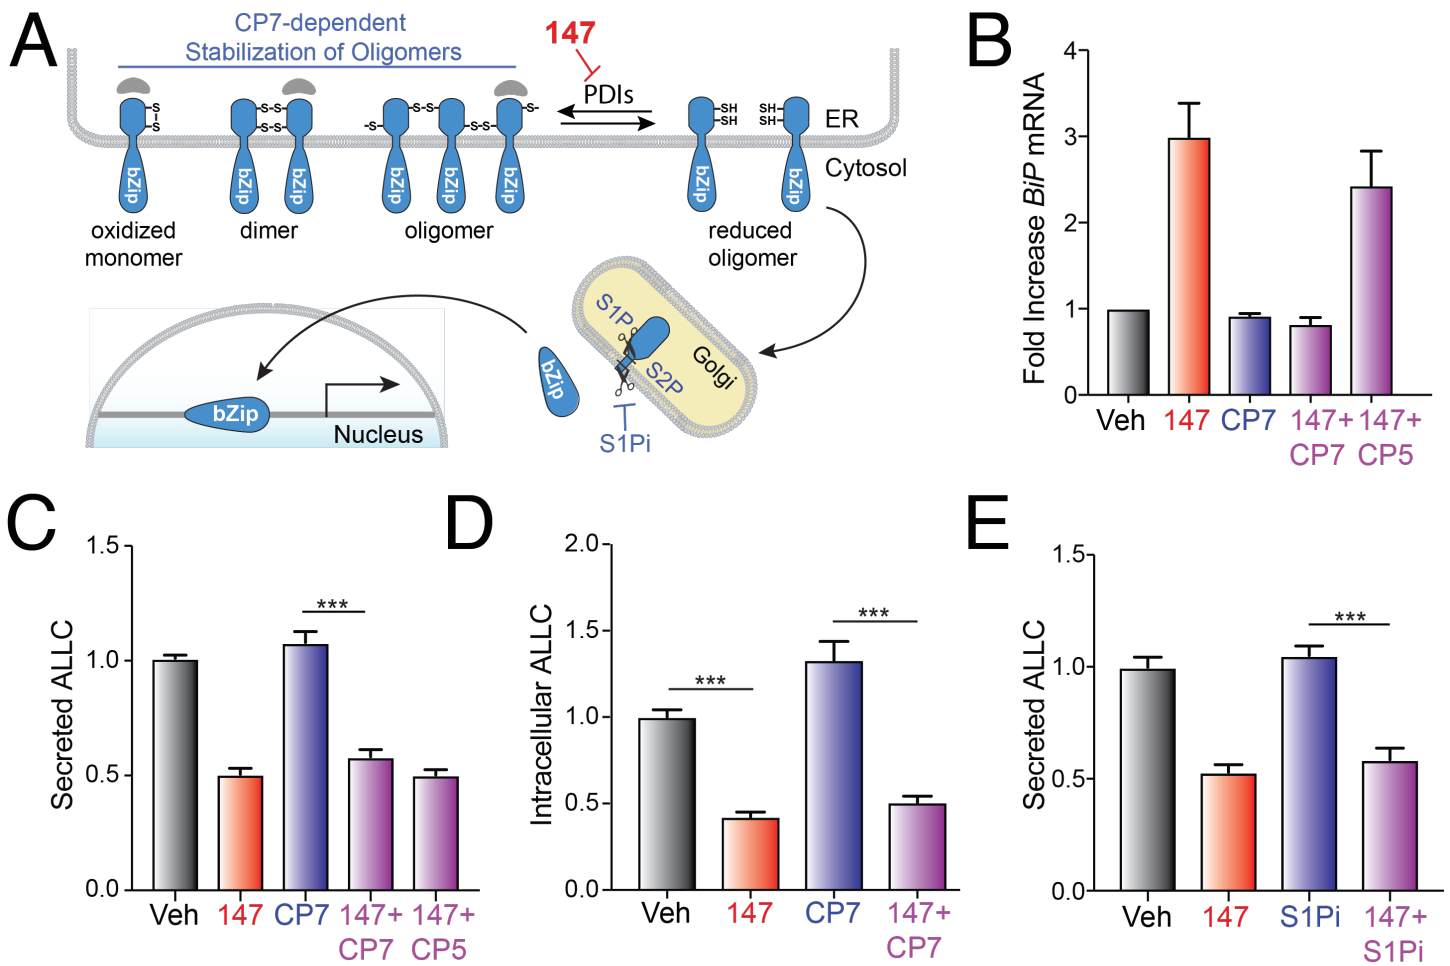 A
CP7-dependent
Stabilization of Oligomers
147
PDIs
S
S
S-S
S-S
-S
S-S
S-S
S-
SH
SH
SH
SH
ER
Cytosol
bZip
bZip
bZip
bZip
bZip
bZip
bZip
bZip
oxidized
monomer
dimer
oligomer
reduced
oligomer
S1P
S2P
Golgi
S1Pi
bZip
bZip
Nucleus
B
Fold Increase BiP mRNA
4
3
2
1
0
Veh
147
CP7
147+
CP7
147+
CP5
C
Secreted ALLC
1.5
1.0
0.5
0.0
***
Veh
147
CP7
147+
CP7
147+
CP5
D
Intracellular ALLC
2.0
1.5
1.0
0.5
0.0
***
***
Veh
147
CP7
147+
CP7
E
Secreted ALLC
1.5
1.0
0.5
0.0
***
Veh
147
S1Pi
147+
S1Pi